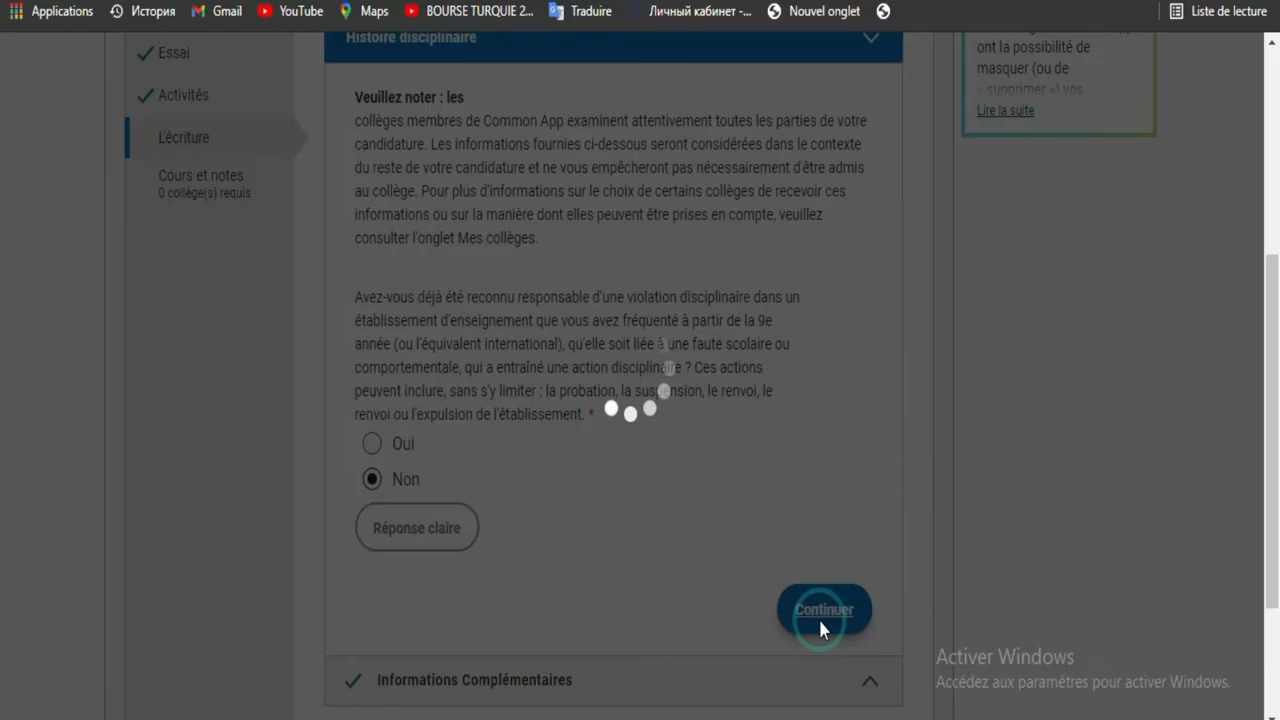 Applications История Gmail YouTube Maps BOURSE TURQUIE 2... Traduire Личный кабинет -... Nouvel onglet Liste de lecture
Essai
Activités
L'écriture
Cours et notes
0 collège(s) requis
Histoire disciplinaire
Veuillez noter : les
collèges membres de Common App examinent attentivement toutes les parties de votre
candidature. Les informations fournies ci-dessous seront considérées dans le contexte
du reste de votre candidature et ne vous empêcheront pas nécessairement d'être admis
au collège. Pour plus d'informations sur le choix de certains collèges de recevoir ces
informations ou sur la manière dont elles peuvent être prises en compte, veuillez
consulter l'onglet Mes collèges.
Avez-vous déjà été reconnu responsable d'une violation disciplinaire dans un
établissement d'enseignement que vous avez fréquenté à partir de la 9e
année (ou l'équivalent international), qu'elle soit liée à une faute scolaire ou
comportementale, qui a entraîné une action disciplinaire ? Ces actions
peuvent inclure, sans s'y limiter : la probation, la suspension, le renvoi, le
renvoi ou l'expulsion de l'établissement. *
Oui
Non
Réponse claire
Continuer
Informations Complémentaires
ont la possibilité de
masquer (ou de
« supprimer ») vos
Lire la suite
Activer Windows
Accédez aux paramètres pour activer Windows.